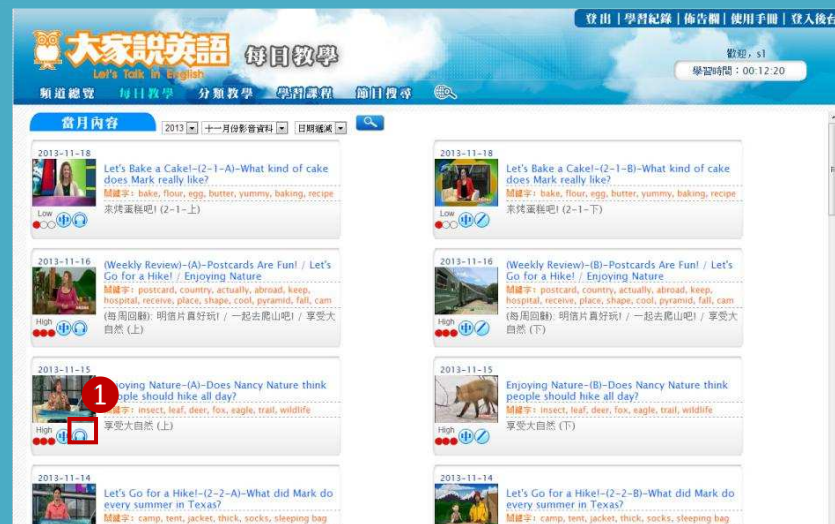 登出 | 學習紀錄 | 佈告欄 | 使用手冊 | 登入後台
大家說英語 每日教學
Let's Talk In English
歡迎, s1
學習時間：00:12:20
頻道總覽 每日教學 分類教學 學習課程 節目搜尋
當月內容 2013 十一月份影音資料 日期遞減
2013-11-18
Let's Bake a Cake!-(2-1-A)-What kind of cake
does Mark really like?
關鍵字: bake, flour, egg, butter, yummy, baking, recipe
Low 中
來烤蛋糕吧! (2-1-上)
2013-11-18
Let's Bake a Cake!-(2-1-B)-What kind of cake
does Mark really like?
關鍵字: bake, flour, egg, butter, yummy, baking, recipe
Low 中
來烤蛋糕吧! (2-1-下)
2013-11-16
(Weekly Review)-(A)-Postcards Are Fun! / Let's
Go for a Hike! / Enjoying Nature
關鍵字: postcard, country, actually, abroad, keep,
hospital, receive, place, shape, cool, pyramid, fall, cam
High 中
(每周回顧): 明信片真好玩! / 一起去爬山吧! / 享受大
自然 (上)
2013-11-16
(Weekly Review)-(B)-Postcards Are Fun! / Let's
Go for a Hike! / Enjoying Nature
關鍵字: postcard, country, actually, abroad, keep,
hospital, receive, place, shape, cool, pyramid, fall, cam
High 中
(每周回顧): 明信片真好玩! / 一起去爬山吧! / 享受大
自然 (下)
2013-11-15
1
Enjoying Nature-(A)-Does Nancy Nature think
people should hike all day?
關鍵字: insect, leaf, deer, fox, eagle, trail, wildlife
High 中
享受大自然 (上)
2013-11-15
Enjoying Nature-(B)-Does Nancy Nature think
people should hike all day?
關鍵字: insect, leaf, deer, fox, eagle, trail, wildlife
High 中
享受大自然 (下)
2013-11-14
Let's Go for a Hike!-(2-2-A)-What did Mark do
every summer in Texas?
關鍵字: camp, tent, jacket, thick, socks, sleeping bag
2013-11-14
Let's Go for a Hike!-(2-2-B)-What did Mark do
every summer in Texas?
關鍵字: camp, tent, jacket, thick, socks, sleeping bag